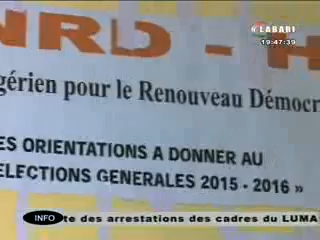 @LABARI
19:47:39
NRD - H
gérien pour le Renouveau Démocr
ES ORIENTATIONS A DONNER AU
ELECTIONS GENERALES 2015 - 2016 »
INFO te des arrestations des cadres du LUMA